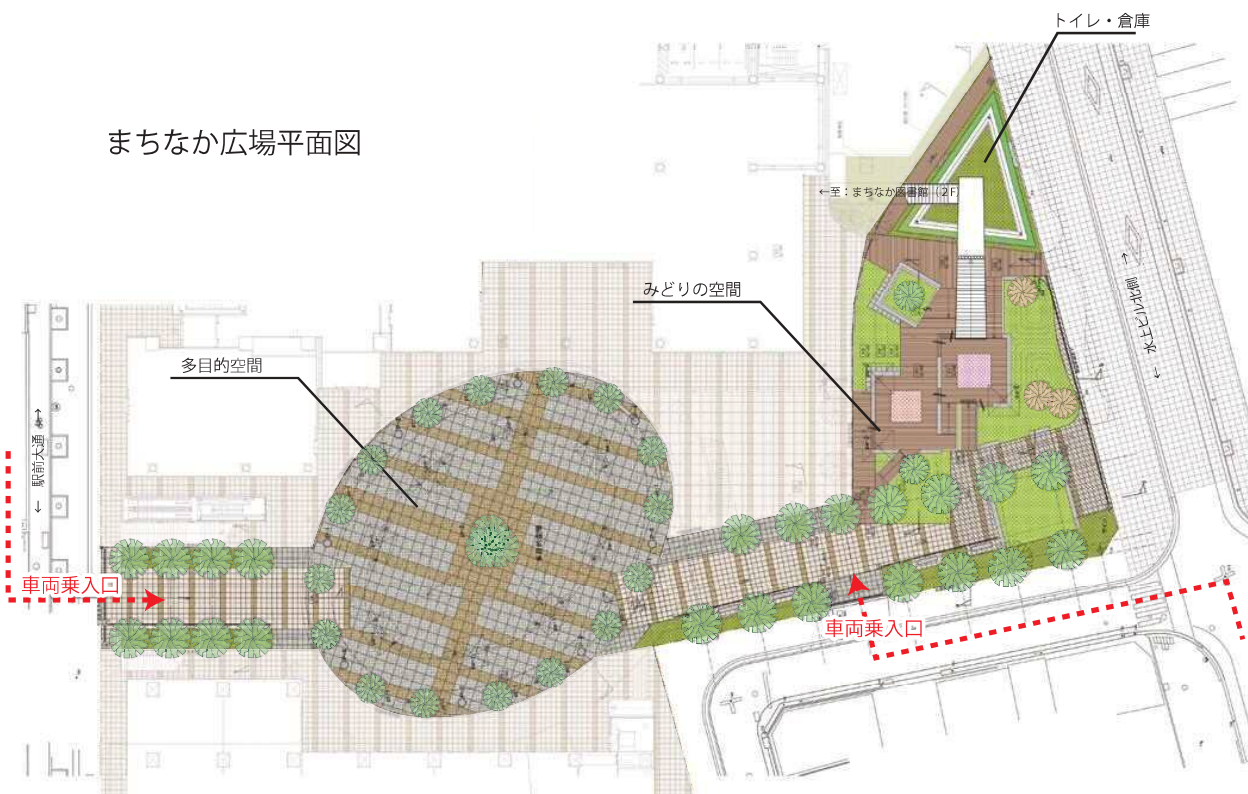 トイレ・倉庫
まちなか広場平面図
←至：まちなか図書館（2F）
みどりの空間
← 水上ビル北側 →
多目的空間
← 駅前大通 →
車両乗入口
車両乗入口